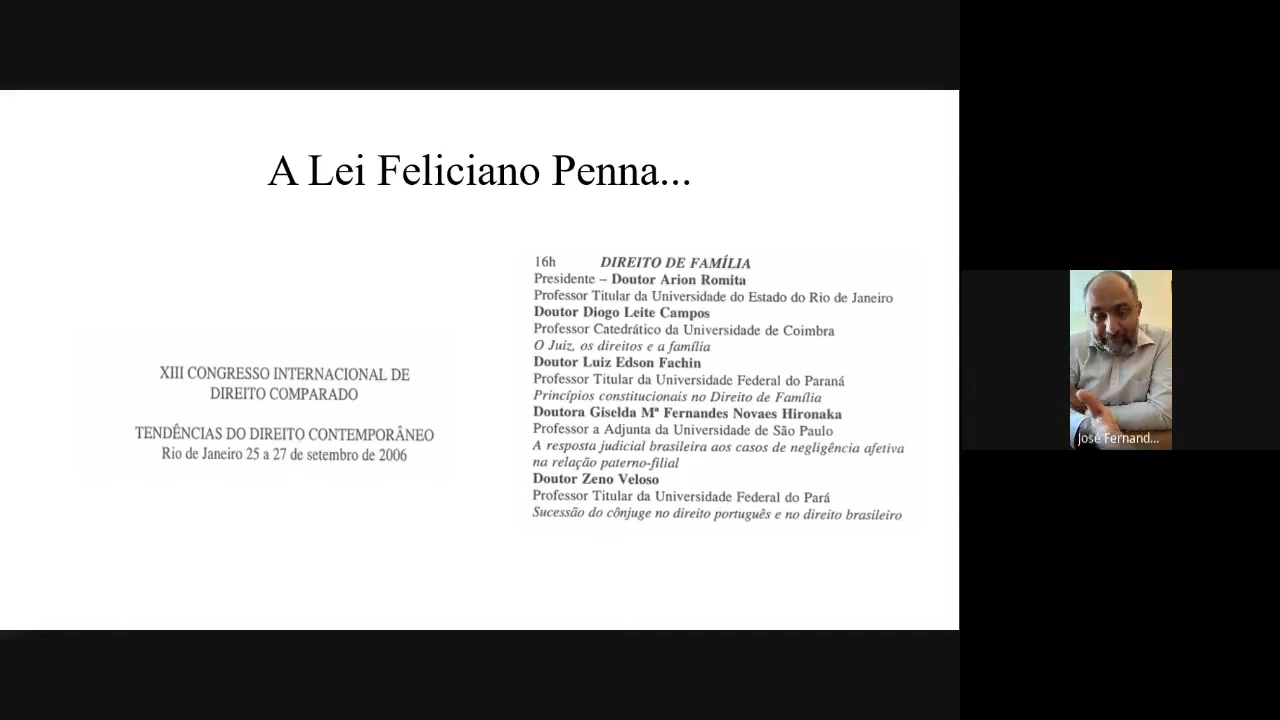 A Lei Feliciano Penna...
XIII CONGRESSO INTERNACIONAL DE
DIREITO COMPARADO
TENDÊNCIAS DO DIREITO CONTEMPORÂNEO
Rio de Janeiro 25 a 27 de setembro de 2006
16h DIREITO DE FAMÍLIA
Presidente – Doutor Arion Romita
Professor Titular da Universidade do Estado do Rio de Janeiro
Doutor Diogo Leite Campos
Professor Catedrático da Universidade de Coimbra
O Juiz, os direitos e a família
Doutor Luiz Edson Fachin
Professor Titular da Universidade Federal do Paraná
Princípios constitucionais no Direito de Família
Doutora Giselda Mª Fernandes Novaes Hironaka
Professor a Adjunta da Universidade de São Paulo
A resposta judicial brasileira aos casos de negligência afetiva
na relação paterno-filial
Doutor Zeno Veloso
Professor Titular da Universidade Federal do Pará
Sucessão do cônjuge no direito português e no direito brasileiro
José Fernand...